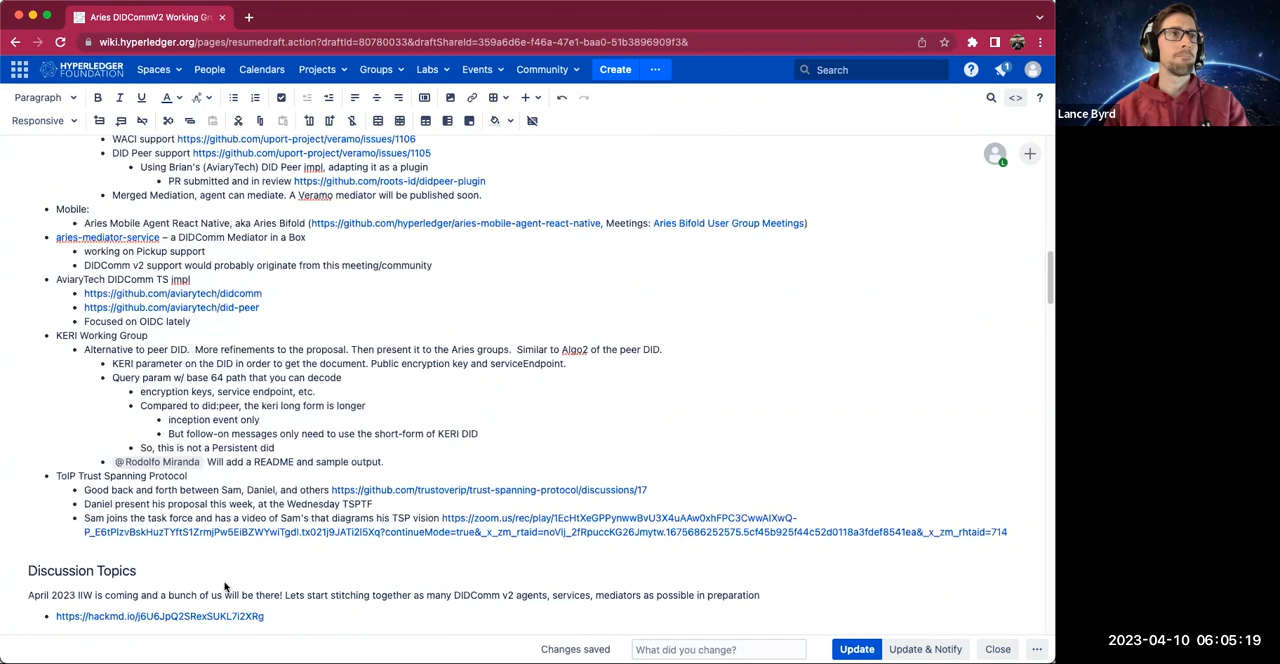 Aries DIDCommV2 Working Gr
wiki.hyperledger.org/pages/resumedraft.action?draftId=80780033&draftShareId=359a6d6e-f46a-47e1-baa0-51b3896909f3&
HYPERLEDGER FOUNDATION Spaces People Calendars Projects Groups Labs Events Community Create Search 1
Paragraph B I U A
Responsive
WACI support https://github.com/uport-project/veramo/issues/1106
DID Peer support https://github.com/uport-project/veramo/issues/1105
Using Brian's (AviaryTech) DID Peer impl, adapting it as a plugin
PR submitted and in review https://github.com/roots-id/didpeer-plugin
Merged Mediation, agent can mediate. A Veramo mediator will be published soon.
Mobile:
Aries Mobile Agent React Native, aka Aries Bifold (https://github.com/hyperledger/aries-mobile-agent-react-native, Meetings: Aries Bifold User Group Meetings)
aries-mediator-service – a DIDComm Mediator in a Box
working on Pickup support
DIDComm v2 support would probably originate from this meeting/community
AviaryTech DIDComm TS impl
https://github.com/aviarytech/didcomm
https://github.com/aviarytech/did-peer
Focused on OIDC lately
KERI Working Group
Alternative to peer DID. More refinements to the proposal. Then present it to the Aries groups. Similar to Algo2 of the peer DID.
KERI parameter on the DID in order to get the document. Public encryption key and serviceEndpoint.
Query param w/ base 64 path that you can decode
encryption keys, service endpoint, etc.
Compared to did:peer, the keri long form is longer
inception event only
But follow-on messages only need to use the short-form of KERI DID
So, this is not a Persistent did
@Rodolfo Miranda Will add a README and sample output.
ToIP Trust Spanning Protocol
Good back and forth between Sam, Daniel, and others https://github.com/trustoverip/trust-spanning-protocol/discussions/17
Daniel present his proposal this week, at the Wednesday TSPTF
Sam joins the task force and has a video of Sam's that diagrams his TSP vision https://zoom.us/rec/play/1EcHtXeGPPynwwBvU3X4uAAw0xhFPC3CwwAIXwQ-
P_E6tPIzvBskHuzTYftS1ZrmjPw5EiBZWYwiTgdl.tx021j9JATi2I5Xq?continueMode=true&_x_zm_rtaid=noVlj_2fRpuccKG26Jmytw.1675686252575.5cf45b925f44c52d0118a3fdef8541ea&_x_zm_rhtaid=714
Discussion Topics
April 2023 IIW is coming and a bunch of us will be there! Lets start stitching together as many DIDComm v2 agents, services, mediators as possible in preparation
https://hackmd.io/j6U6JpQ2SRexSUKL7i2XRg
Changes saved What did you change? Update Update & Notify Close
Lance Byrd
2023-04-10 06:05:19